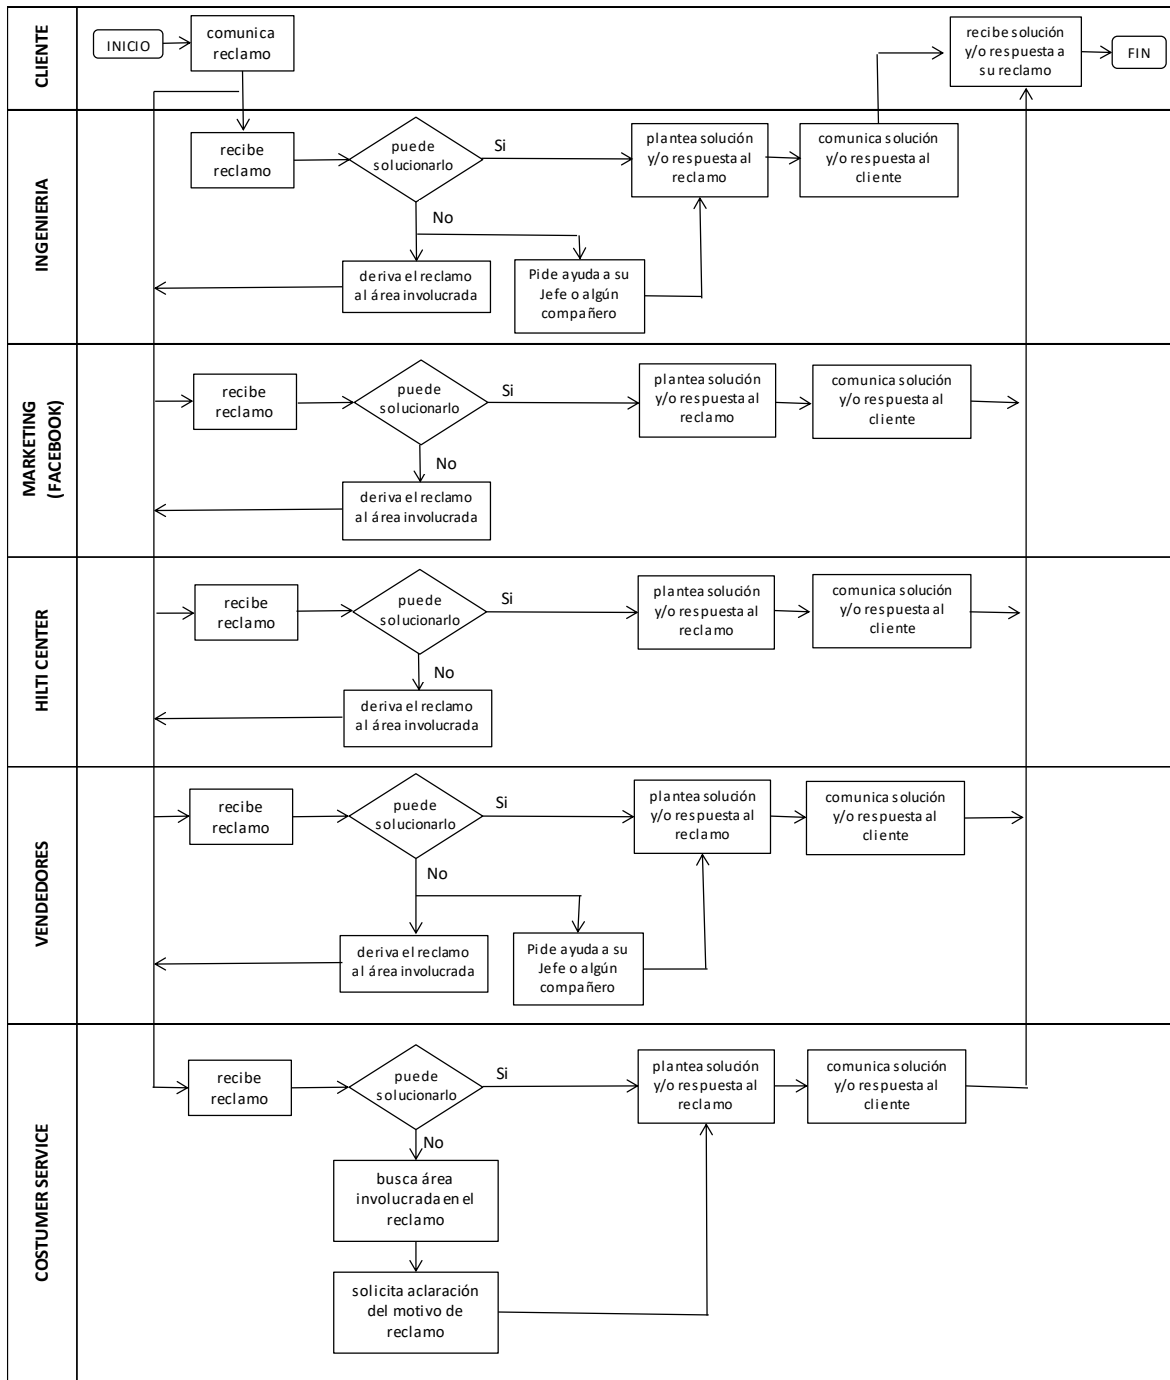 CLIENTE
INICIO
comunica
reclamo
recibe solución
y/o respuesta a
su reclamo
FIN
INGENIERIA
recibe
reclamo
puede
solucionarlo
Si
plantea solución
y/o respuesta al
reclamo
comunica solución
y/o respuesta al
cliente
No
deriva el reclamo
al área involucrada
Pide ayuda a su
Jefe o algún
compañero
MARKETING
(FACEBOOK)
recibe
reclamo
puede
solucionarlo
Si
plantea solución
y/o respuesta al
reclamo
comunica solución
y/o respuesta al
cliente
No
deriva el reclamo
al área involucrada
HILTI CENTER
recibe
reclamo
puede
solucionarlo
Si
plantea solución
y/o respuesta al
reclamo
comunica solución
y/o respuesta al
cliente
No
deriva el reclamo
al área involucrada
VENDEDORES
recibe
reclamo
puede
solucionarlo
Si
plantea solución
y/o respuesta al
reclamo
comunica solución
y/o respuesta al
cliente
No
deriva el reclamo
al área involucrada
Pide ayuda a su
Jefe o algún
compañero
COSTUMER SERVICE
recibe
reclamo
puede
solucionarlo
Si
plantea solución
y/o respuesta al
reclamo
comunica solución
y/o respuesta al
cliente
No
busca área
involucrada en el
reclamo
solicita aclaración
del motivo de
reclamo